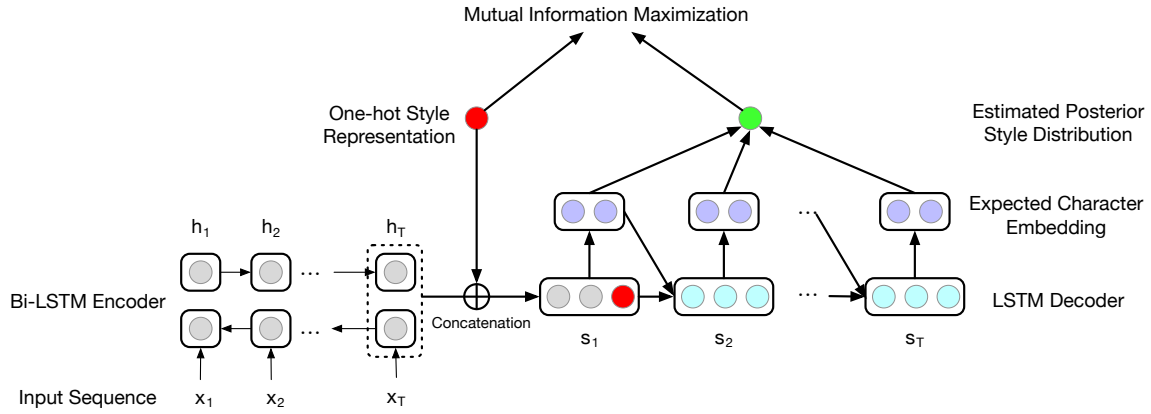 Mutual Information Maximization
One-hot Style
Representation
Estimated Posterior
Style Distribution
Expected Character
Embedding
h1 h2 hT
... ...
...
Bi-LSTM Encoder
Concatenation
LSTM Decoder
...
...
s1 s2 sT
Input Sequence x1 x2 xT